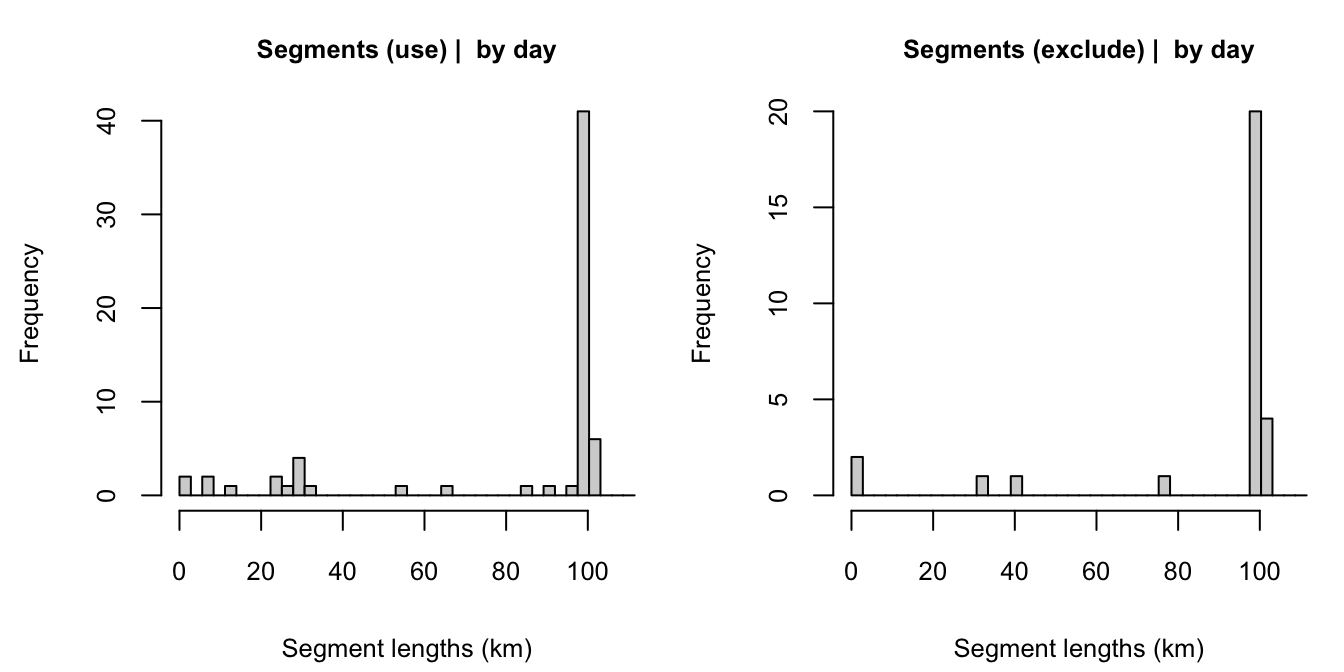 Segments (use) |  by day
Frequency
0
10
20
30
40
0 20 40 60 80 100
Segment lengths (km)
Segments (exclude) |  by day
Frequency
0
5
10
15
20
0 20 40 60 80 100
Segment lengths (km)